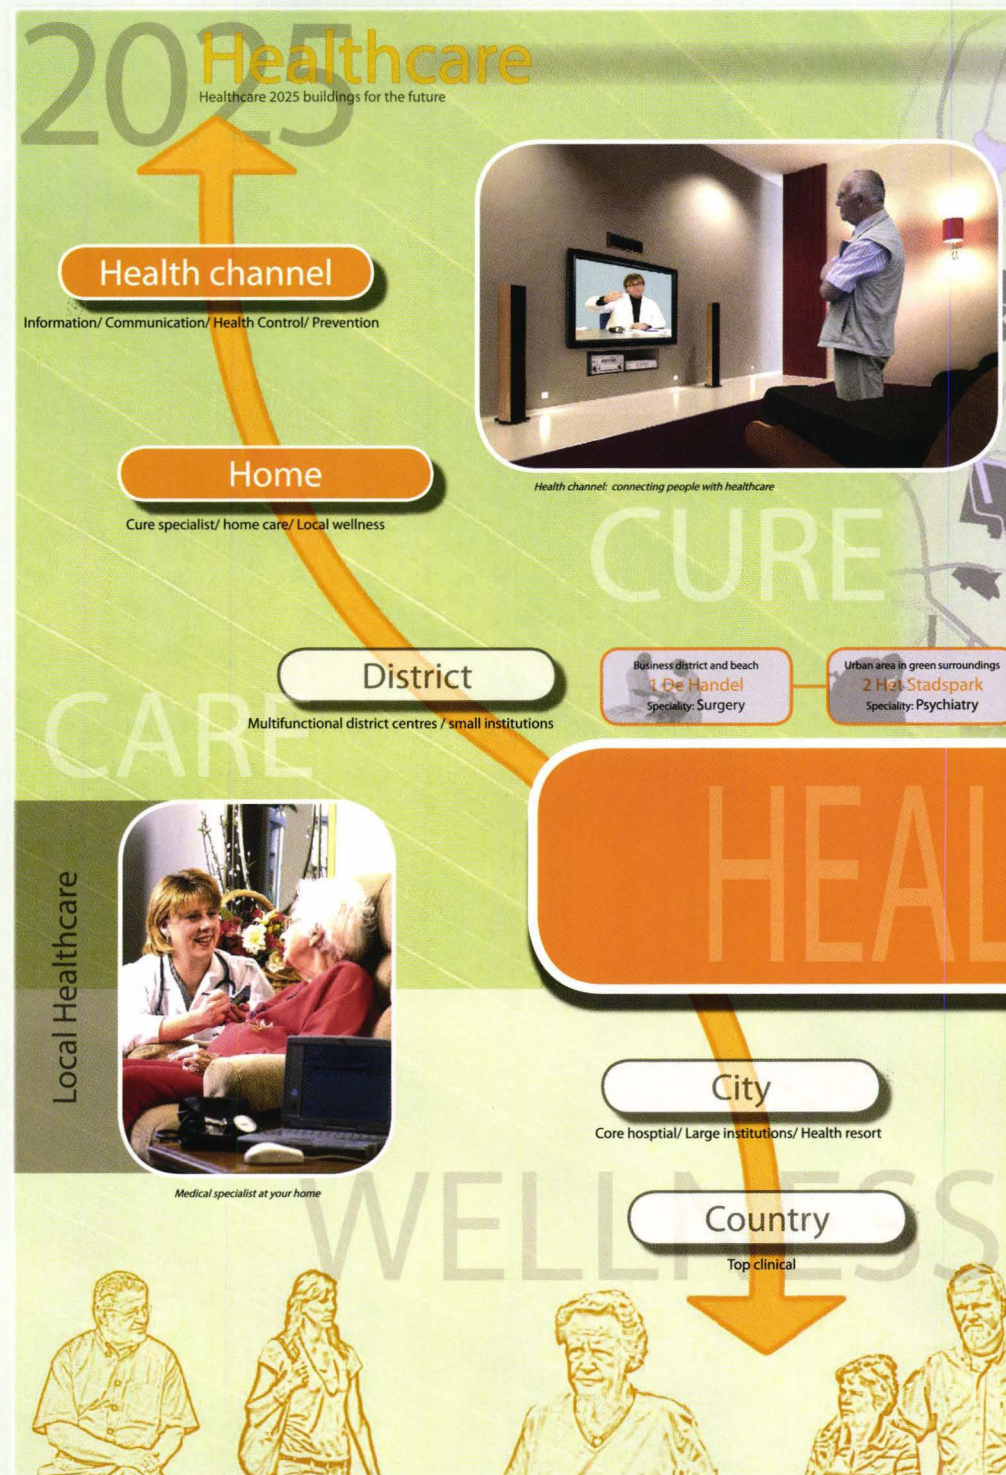 2025
Healthcare
Healthcare 2025 buildings for the future
Health channel
Information/ Communication/ Health Control/ Prevention
Home
Cure specialist/ home care/ Local wellness
Health channel: connecting people with healthcare
CURE
District
Multifunctional district centres / small institutions
Business district and beach
1 De Handel
Speciality: Surgery
Urban area in green surroundings
2 Het Stadspark
Speciality: Psychiatry
CARE
HEAL
Local Healthcare
Medical specialist at your home
City
Core hosptial/ Large institutions/ Health resort
WELLNESS
Country
Top clinical